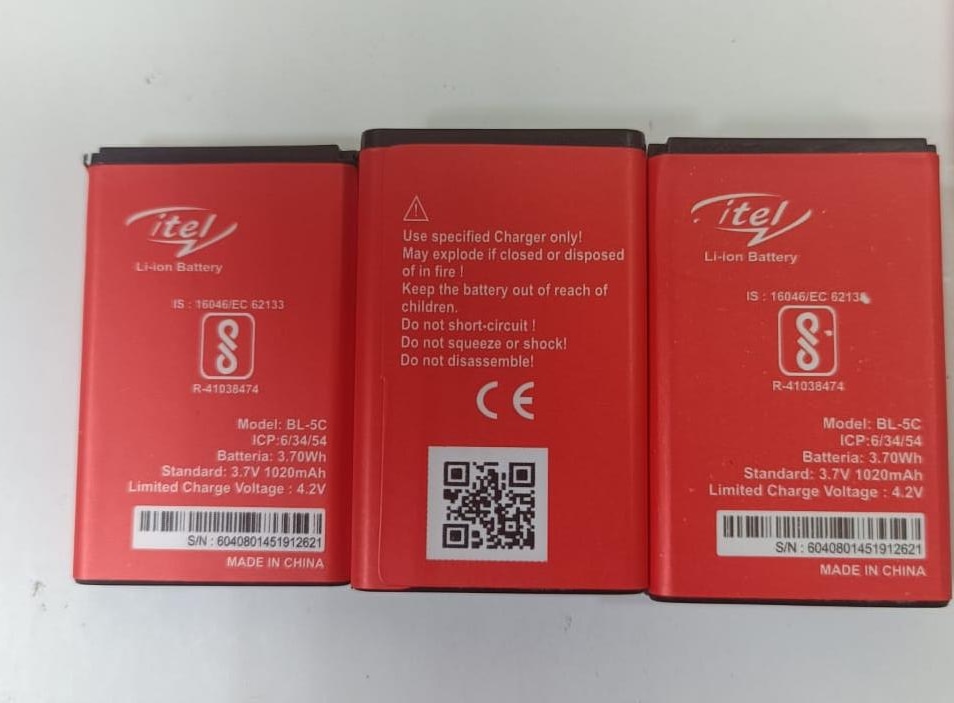 itel
Li-ion Battery
IS : 16046/EC 62133
R-41038474
Model: BL-5C
ICP:6/34/54
Batteria: 3.70Wh
Standard: 3.7V 1020mAh
Limited Charge Voltage : 4.2V
S/N : 6040801451912621
MADE IN CHINA
Use specified Charger only!
May explode if closed or disposed
of in fire !
Keep the battery out of reach of
children.
Do not short-circuit !
Do not squeeze or shock!
Do not disassemble!
CE
itel
Li-ion Battery
IS : 16046/EC
R-41038474
Model: BL-5C
ICP:6/34/54
Batteria: 3.70Wh
Standard: 3.7V 1020mAh
Limited Charge Voltage : 4.2V
S/N : 6040801451912621
MADE IN CHINA